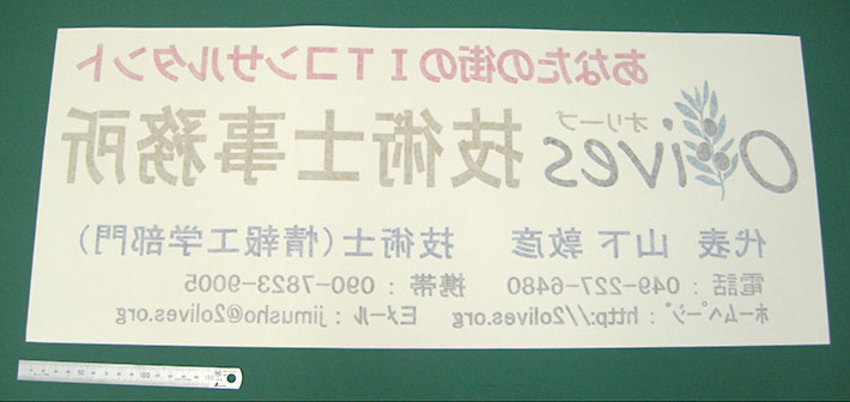 あなたの街のＩＴコンサルタント
Olives オリーブ 技術士事務所
代表 山下 敦彦 技術士（情報工学部門）
電話：049-227-6480 携帯：090-7823-9005
ホームページ：http://2olives.org Eメール：jimusho@2olives.org